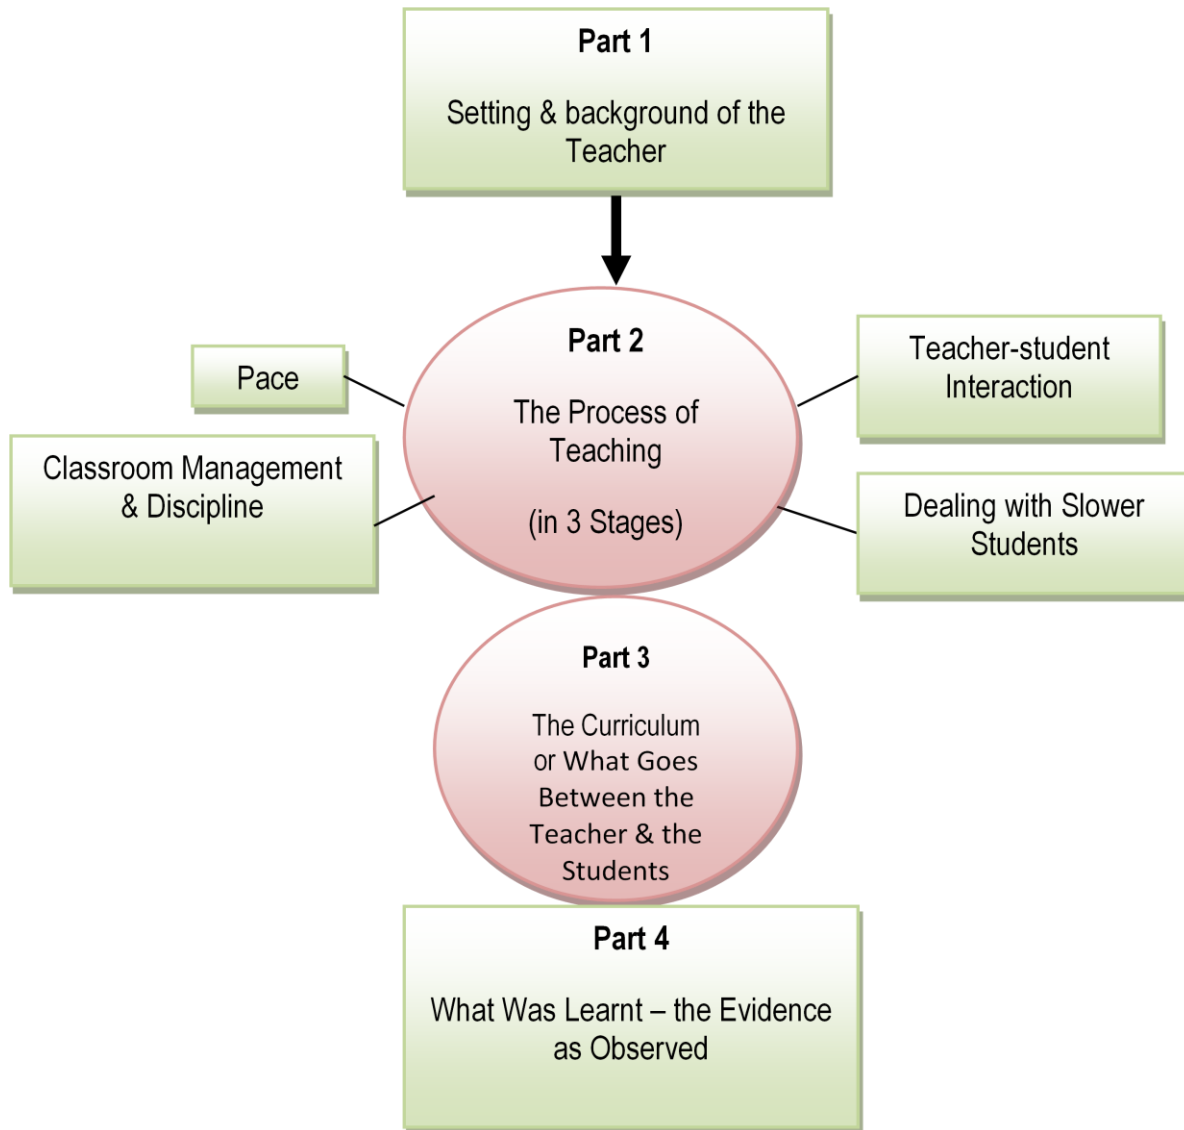 Part 1
Setting & background of the
Teacher
Part 2
The Process of
Teaching
(in 3 Stages)
Pace
Classroom Management
& Discipline
Teacher-student
Interaction
Dealing with Slower
Students
Part 3
The Curriculum
or What Goes
Between the
Teacher & the
Students
Part 4
What Was Learnt – the Evidence
as Observed